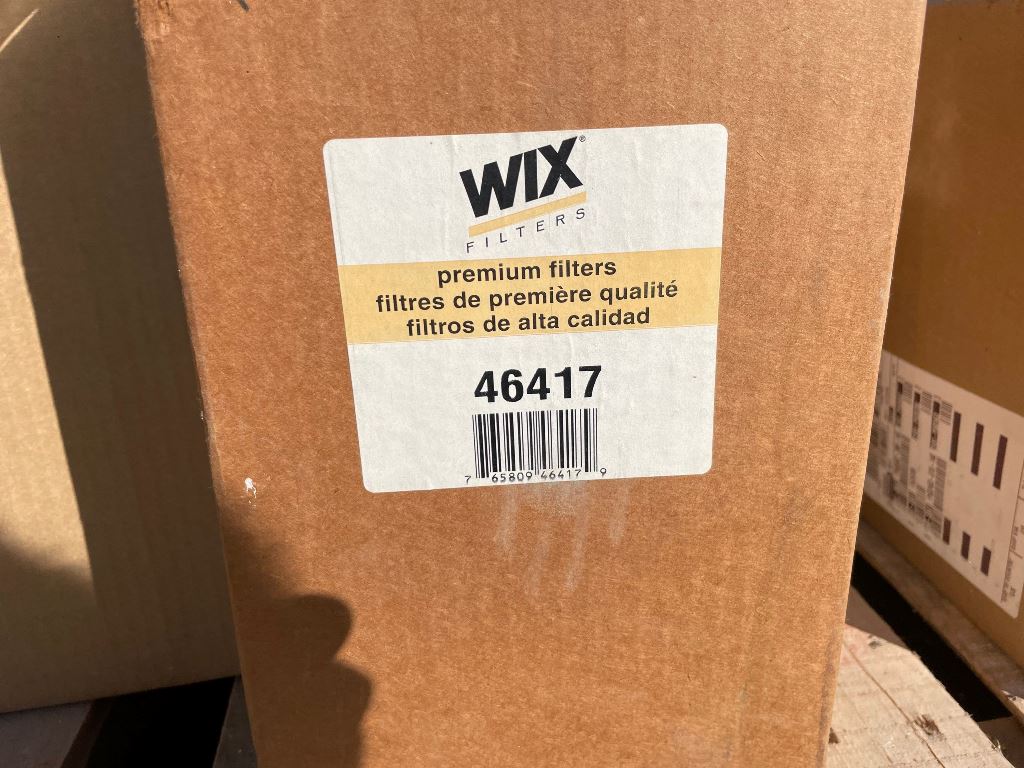 WIX®
FILTERS
premium filters
filtres de première qualité
filtros de alta calidad
46417
7 65809 46417 9